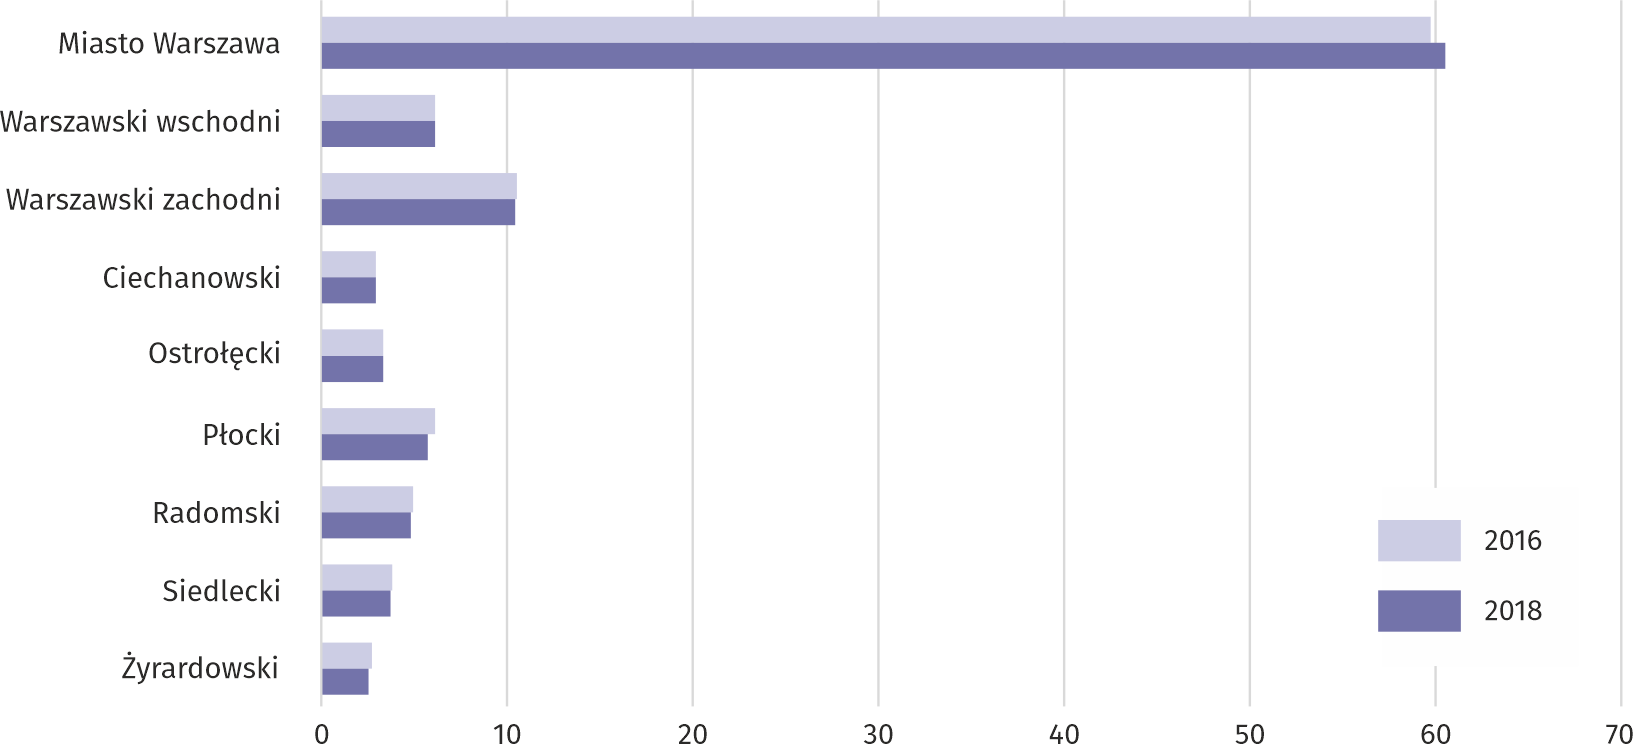 Miasto Warszawa
Warszawski wschodni
Warszawski zachodni
Ciechanowski
Ostrołęcki
Płocki
Radomski
Siedlecki
Żyrardowski
2016
2018
0 10 20 30 40 50 60 70